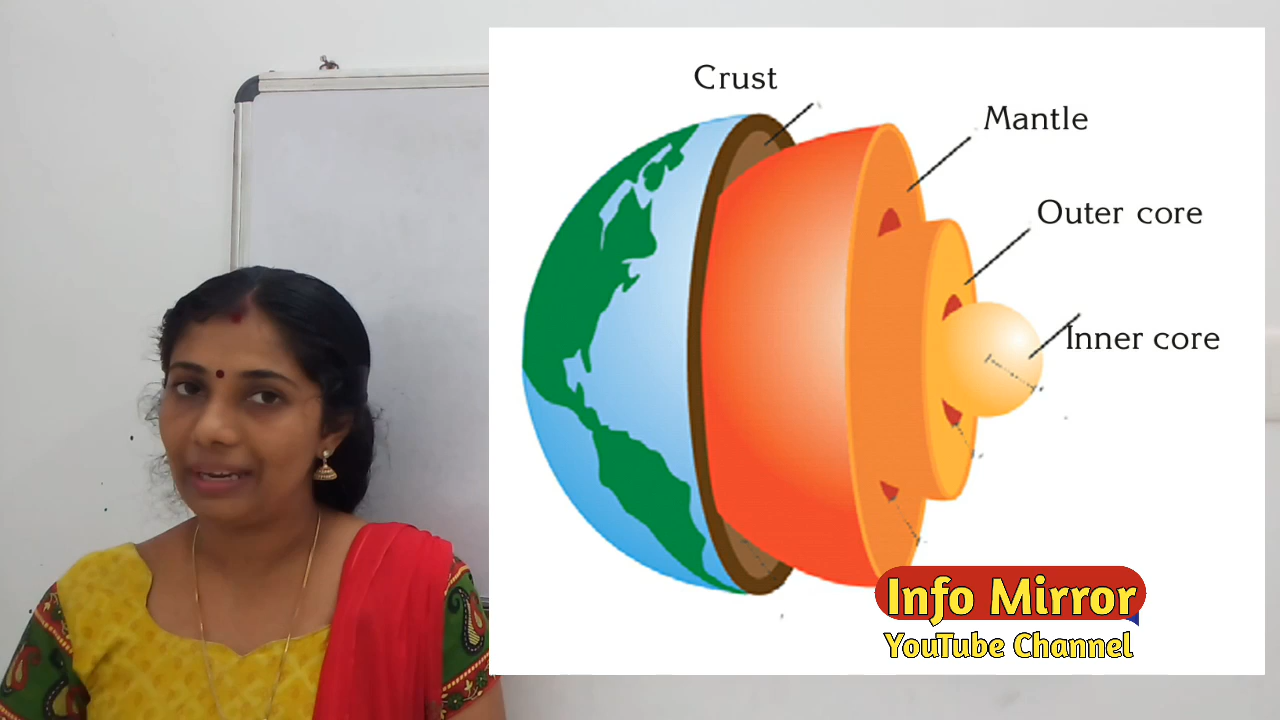 Crust
Mantle
Outer core
Inner core
Info Mirror
YouTube Channel